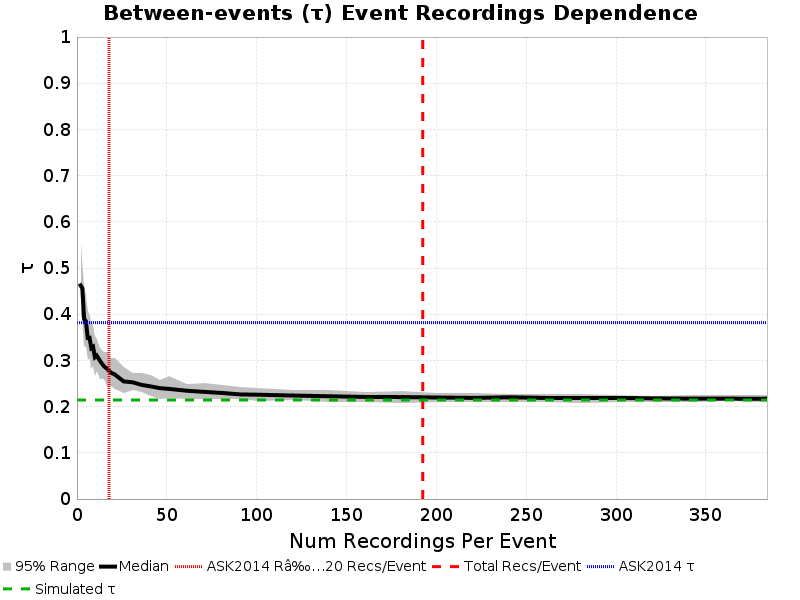 Between-events (τ) Event Recordings Dependence
1
0.9
0.8
0.7
0.6
0.5
0.4
0.3
0.2
0.1
0
τ
0 50 100 150 200 250 300 350
Num Recordings Per Event
95% Range Median ASK2014 Râ‰…20 Recs/Event Total Recs/Event ASK2014 τ
Simulated τ